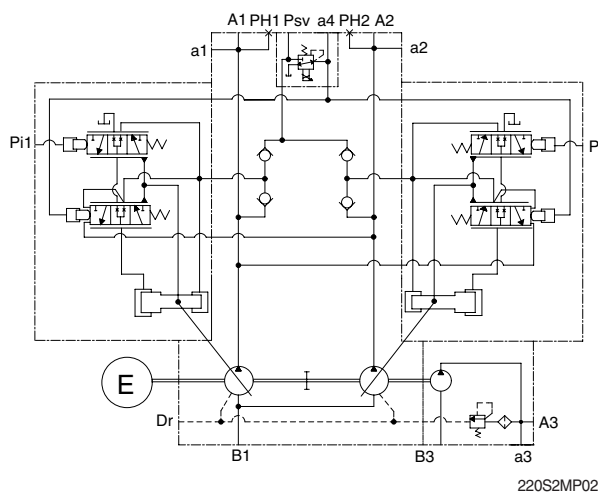 A1 PH1 Psv a4 PH2 A2
a1 a2
Pi1 P
E
Dr A3
B1 B3 a3
220S2MP02